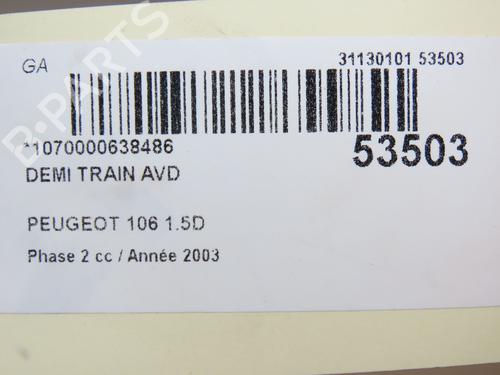 GA
31130101 53503
*1070000638486
53503
DEMI TRAIN AVD
PEUGEOT 106 1.5D
Phase 2 cc / Année 2003
B-PARTS